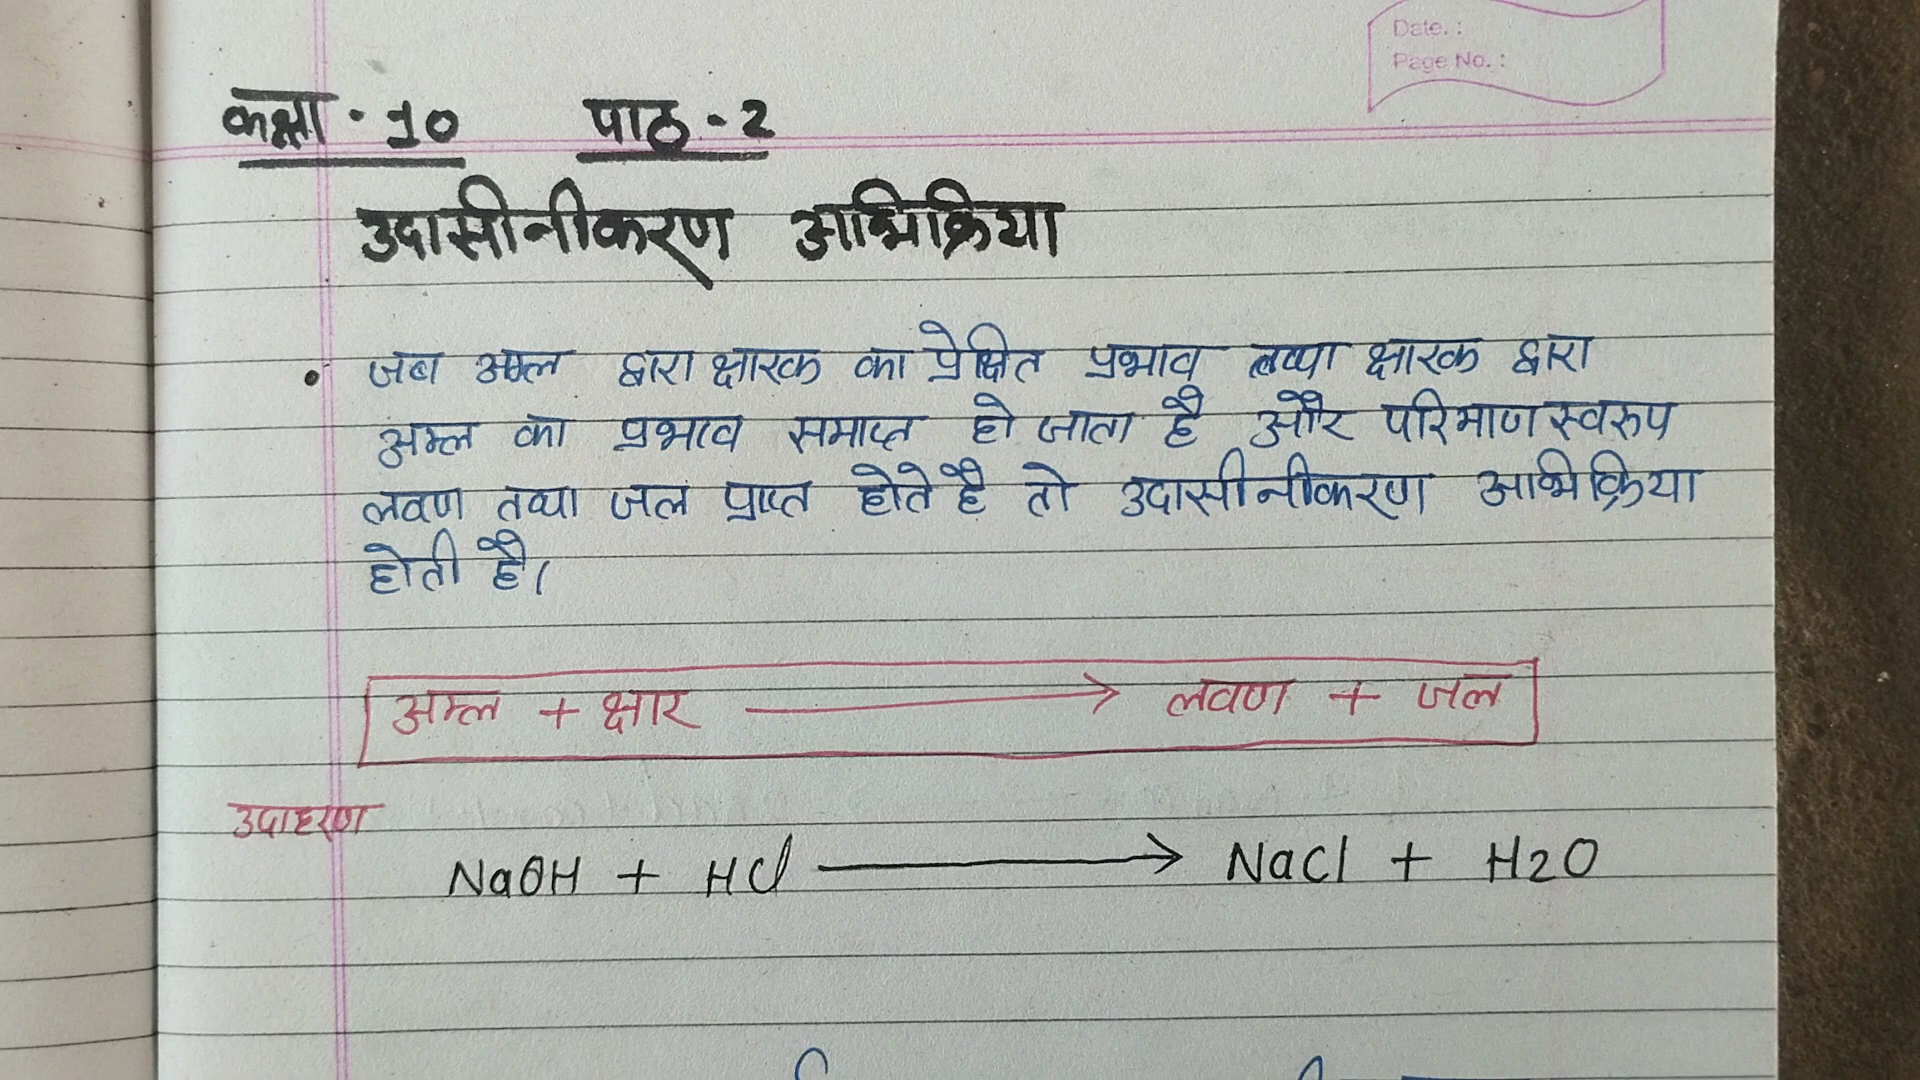 Date. :
Page No. :
कक्षा - 10 पाठ - 2
उदासीनीकरण अभिक्रिया
• जब अम्ल द्वारा क्षारक का प्रेक्षित प्रभाव तथा क्षारक द्वारा
अम्ल का प्रभाव समाप्त हो जाता है और परिमाण स्वरुप
लवण तथा जल प्राप्त होते है तो उदासीनीकरण अभिक्रिया
होती है।
अम्ल + क्षार ⟶ लवण + जल
उदाहरण
NaOH + HCl ⟶ NaCl + H2O